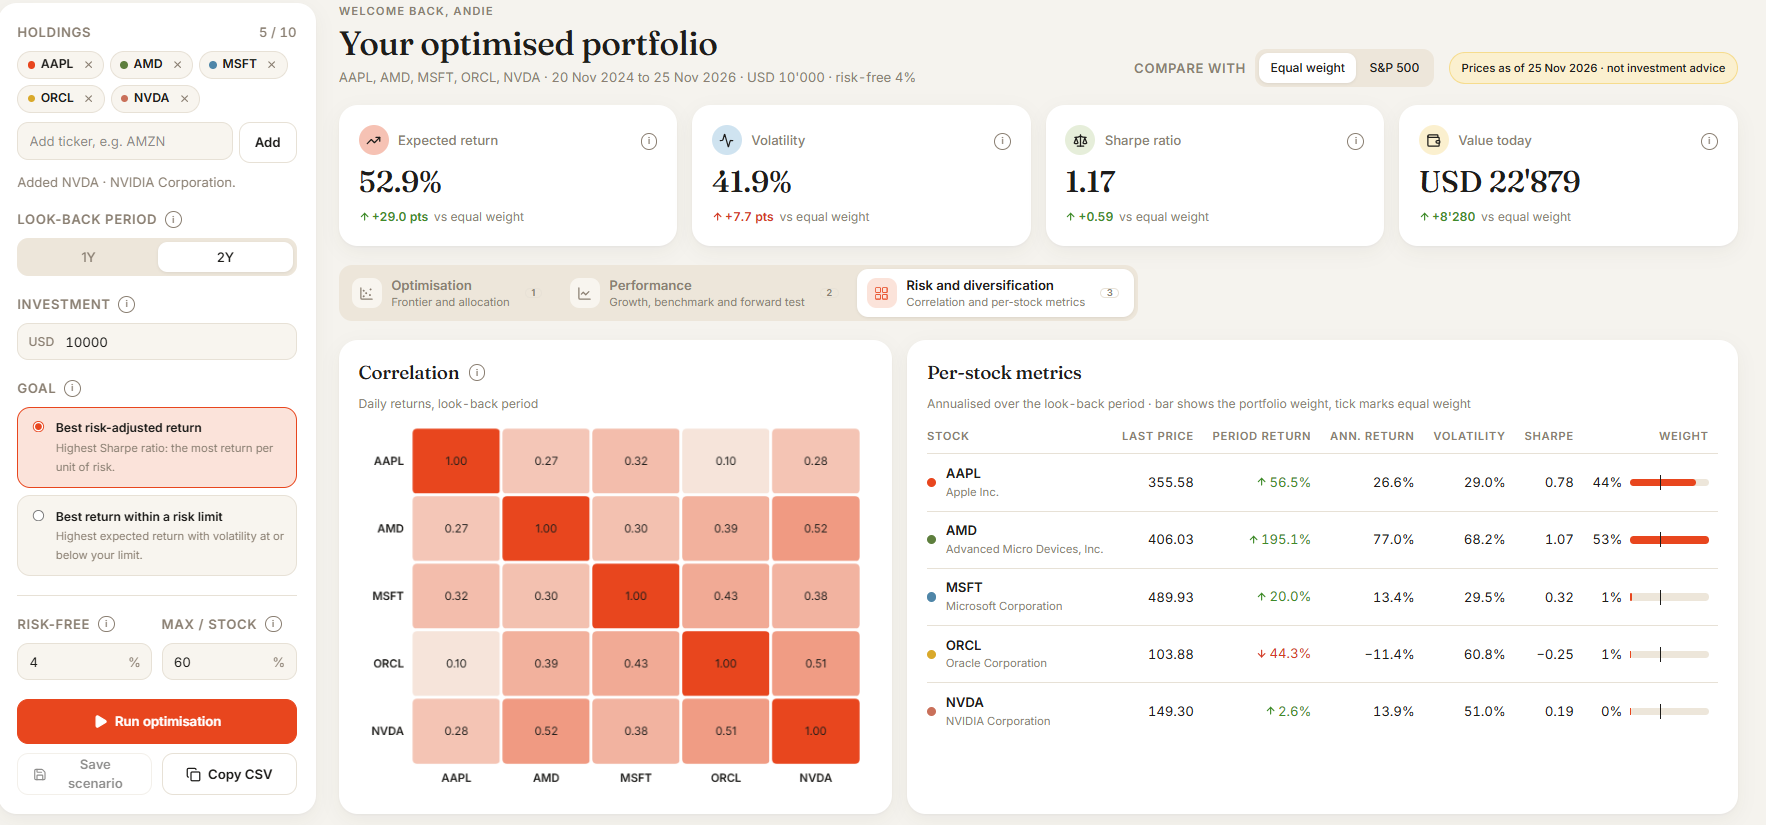 HOLDINGS 5 / 10
AAPL × AMD × MSFT ×
ORCL × NVDA ×
Add ticker, e.g. AMZN Add
Added NVDA · NVIDIA Corporation.
LOOK-BACK PERIOD i
1Y 2Y
INVESTMENT i
USD 10000
GOAL i
Best risk-adjusted return
Highest Sharpe ratio: the most return per
unit of risk.
Best return within a risk limit
Highest expected return with volatility at or
below your limit.
RISK-FREE i MAX / STOCK i
4 % 60 %
Run optimisation
Save
scenario
Copy CSV
WELCOME BACK, ANDIE
Your optimised portfolio
AAPL, AMD, MSFT, ORCL, NVDA · 20 Nov 2024 to 25 Nov 2026 · USD 10'000 · risk-free 4%
COMPARE WITH Equal weight S&P 500
Prices as of 25 Nov 2026 · not investment advice
Expected return i
52.9%
↑ +29.0 pts vs equal weight
Volatility i
41.9%
↑ +7.7 pts vs equal weight
Sharpe ratio i
1.17
↑ +0.59 vs equal weight
Value today i
USD 22'879
↑ +8'280 vs equal weight
Optimisation
Frontier and allocation
1
Performance
Growth, benchmark and forward test
2
Risk and diversification
Correlation and per-stock metrics
3
Correlation i
Daily returns, look-back period
AAPL 1.00 0.27 0.32 0.10 0.28
AMD 0.27 1.00 0.30 0.39 0.52
MSFT 0.32 0.30 1.00 0.43 0.38
ORCL 0.10 0.39 0.43 1.00 0.51
NVDA 0.28 0.52 0.38 0.51 1.00
AAPL AMD MSFT ORCL NVDA
Per-stock metrics
Annualised over the look-back period · bar shows the portfolio weight, tick marks equal weight
STOCK LAST PRICE PERIOD RETURN ANN. RETURN VOLATILITY SHARPE WEIGHT
AAPL
Apple Inc.
355.58 ↑ 56.5% 26.6% 29.0% 0.78 44%
AMD
Advanced Micro Devices, Inc.
406.03 ↑ 195.1% 77.0% 68.2% 1.07 53%
MSFT
Microsoft Corporation
489.93 ↑ 20.0% 13.4% 29.5% 0.32 1%
ORCL
Oracle Corporation
103.88 ↓ 44.3% −11.4% 60.8% −0.25 1%
NVDA
NVIDIA Corporation
149.30 ↑ 2.6% 13.9% 51.0% 0.19 0%